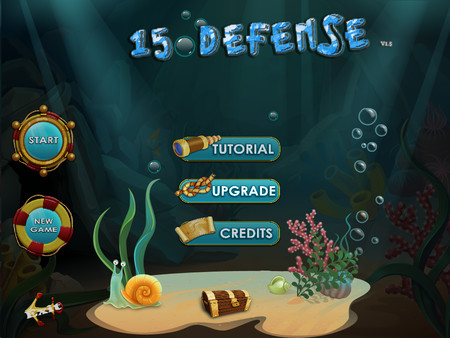 15 DEFENSE V1.5
START
TUTORIAL
UPGRADE
NEW
GAME
CREDITS